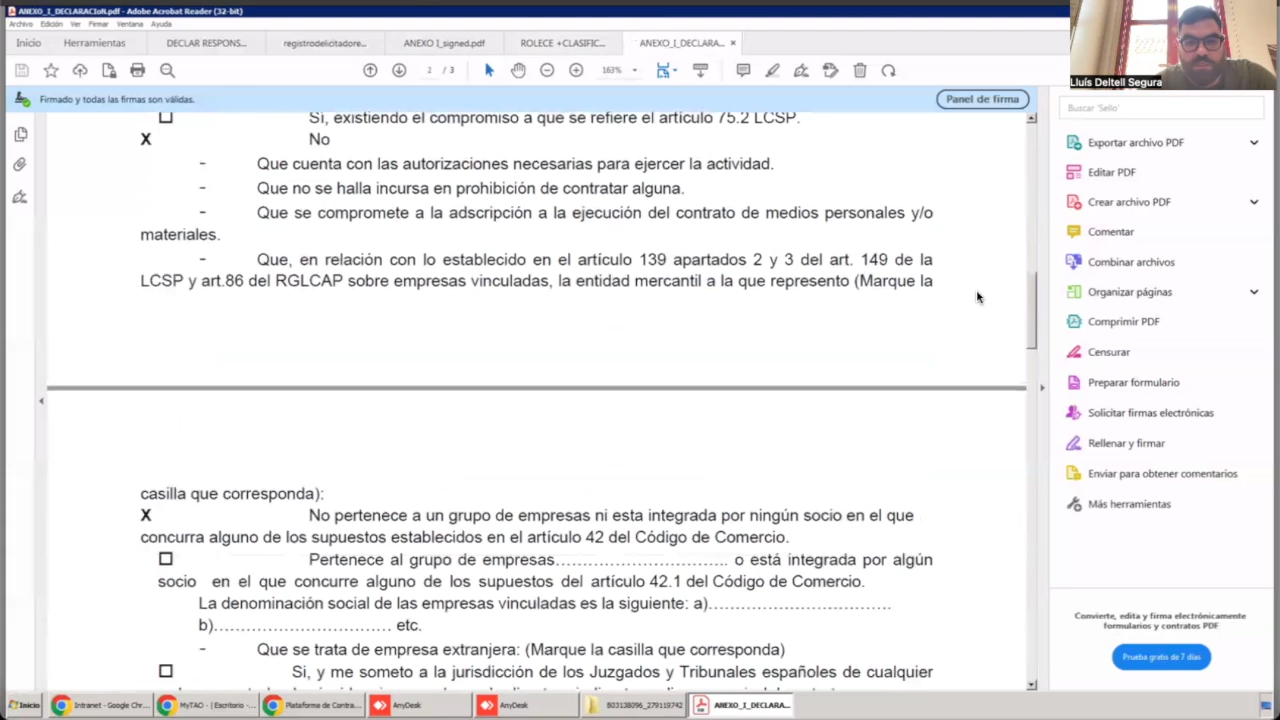 ANEXO_I_DECLARACIoN.pdf - Adobe Acrobat Reader (32-bit)
Archivo Edición Ver Firmar Ventana Ayuda
Inicio Herramientas DECLAR RESPONS... registrodelicitadore... ANEXO I_signed.pdf ROLECE +CLASIFIC... ANEXO_I_DECLARA... ×
2 / 3 163%
Lluís Deltell Segura
Firmado y todas las firmas son válidas. Panel de firma
Buscar 'Sello'
Exportar archivo PDF
Editar PDF
Crear archivo PDF
Comentar
Combinar archivos
Organizar páginas
Comprimir PDF
Censurar
Preparar formulario
Solicitar firmas electrónicas
Rellenar y firmar
Enviar para obtener comentarios
Más herramientas
Convierte, edita y firma electrónicamente
formularios y contratos PDF
Prueba gratis de 7 días
Sí, existiendo el compromiso a que se refiere el artículo 75.2 LCSP.
X No
- Que cuenta con las autorizaciones necesarias para ejercer la actividad.
- Que no se halla incursa en prohibición de contratar alguna.
- Que se compromete a la adscripción a la ejecución del contrato de medios personales y/o
materiales.
- Que, en relación con lo establecido en el artículo 139 apartados 2 y 3 del art. 149 de la
LCSP y art.86 del RGLCAP sobre empresas vinculadas, la entidad mercantil a la que represento (Marque la
casilla que corresponda):
X No pertenece a un grupo de empresas ni esta integrada por ningún socio en el que
concurra alguno de los supuestos establecidos en el artículo 42 del Código de Comercio.
Pertenece al grupo de empresas.............................. o está integrada por algún
socio en el que concurre alguno de los supuestos del artículo 42.1 del Código de Comercio.
La denominación social de las empresas vinculadas es la siguiente: a)................................
b)............................... etc.
- Que se trata de empresa extranjera: (Marque la casilla que corresponda)
Si, y me someto a la jurisdicción de los Juzgados y Tribunales españoles de cualquier
Inicio Intranet - Google Chr... MyTAO - (Escritorio -... Plataforma de Contra... AnyDesk AnyDesk B03138096_279119742 ANEXO_I_DECLARA...